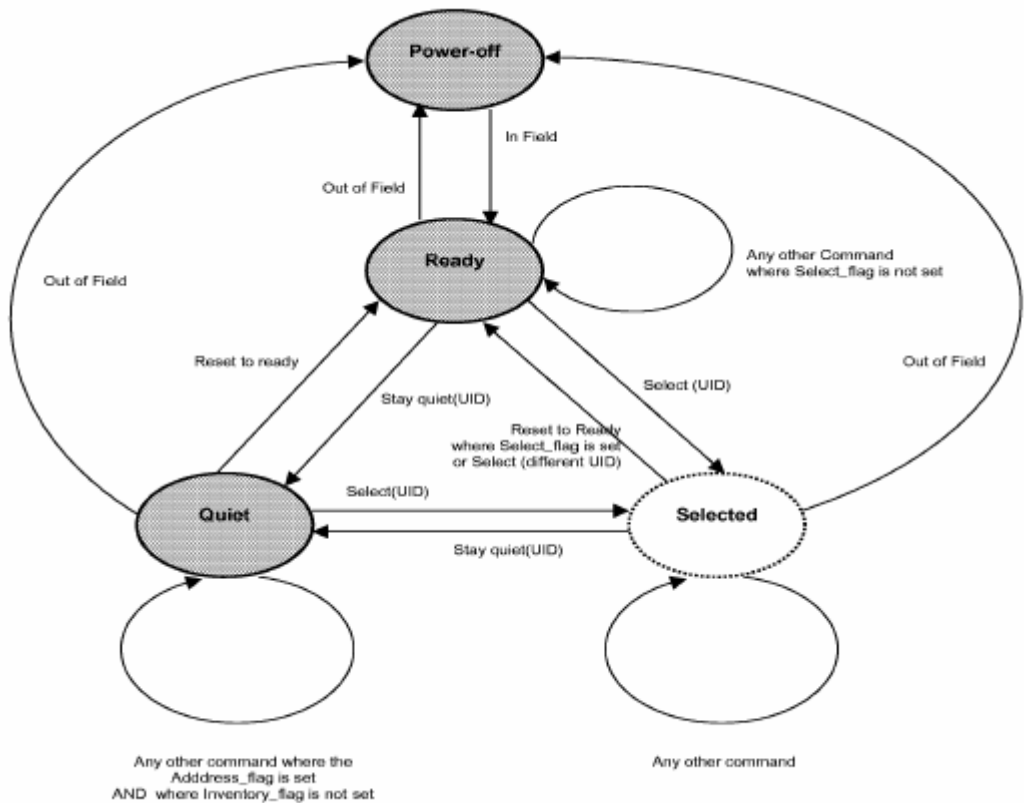 Power-off
In Field
Out of Field
Ready
Any other Command
where Select_flag is not set
Out of Field
Out of Field
Reset to ready
Select (UID)
Stay quiet(UID)
Reset to Ready
where Select_flag is set
or Select (different UID)
Quiet
Select(UID)
Selected
Stay quiet(UID)
Any other command where the
Adddress_flag is set
AND where Inventory_flag is not set
Any other command